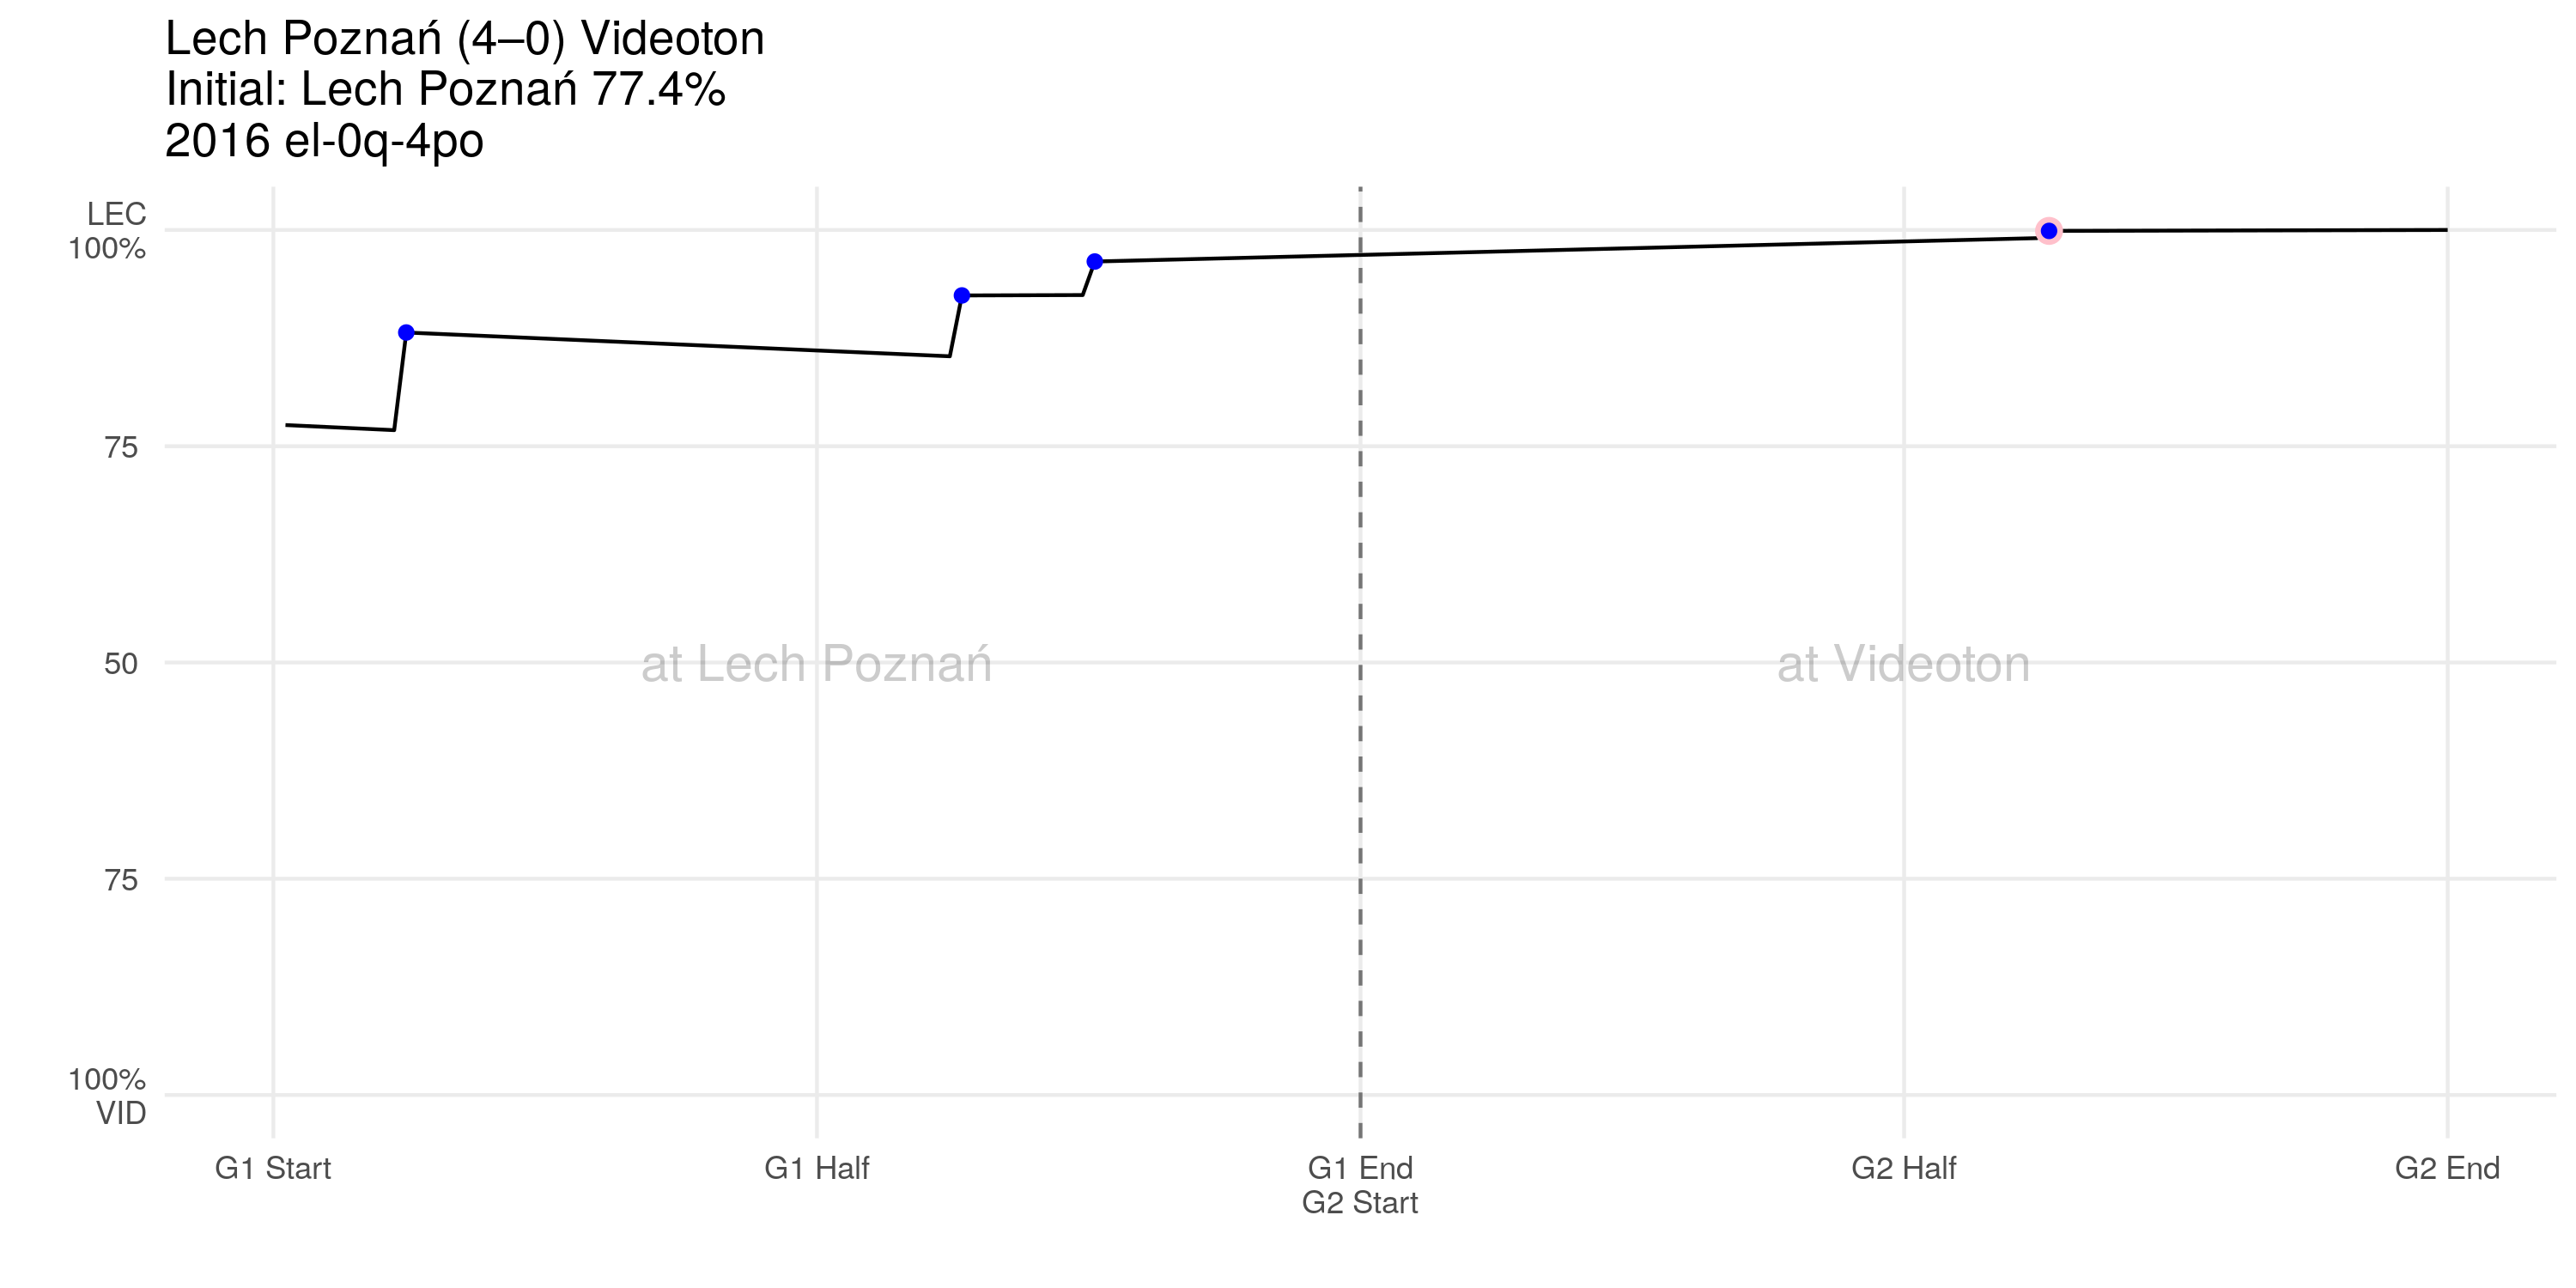 Lech Poznań (4–0) Videoton
Initial: Lech Poznań 77.4%
2016 el-0q-4po
LEC
100%
75
50
75
100%
VID
at Lech Poznań
at Videoton
G1 Start
G1 Half
G1 End
G2 Start
G2 Half
G2 End